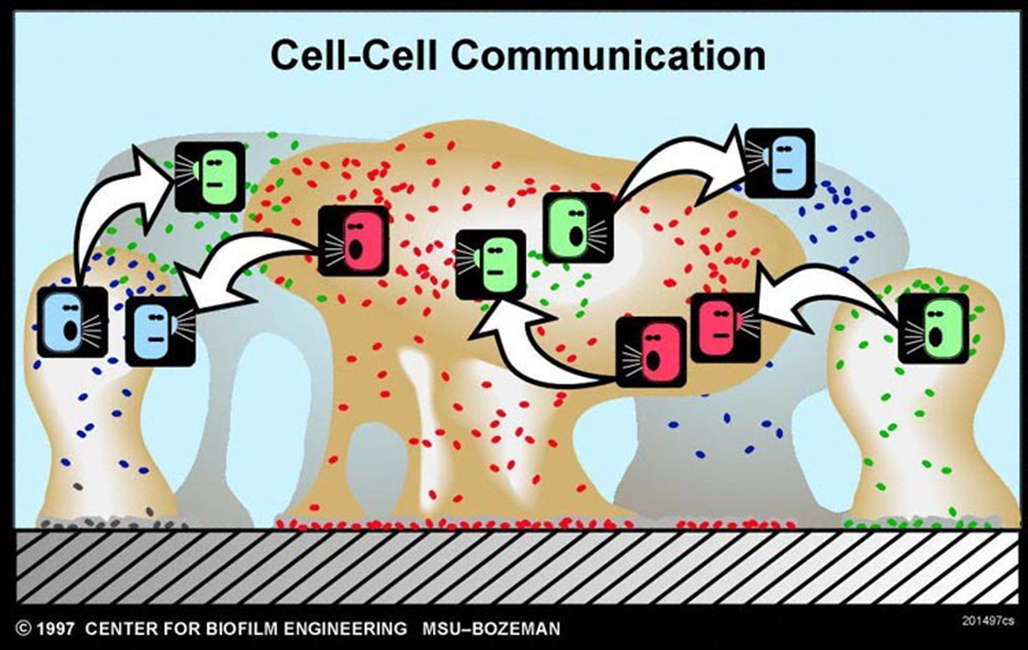 Cell-Cell Communication
© 1997 CENTER FOR BIOFILM ENGINEERING MSU–BOZEMAN
201497cs